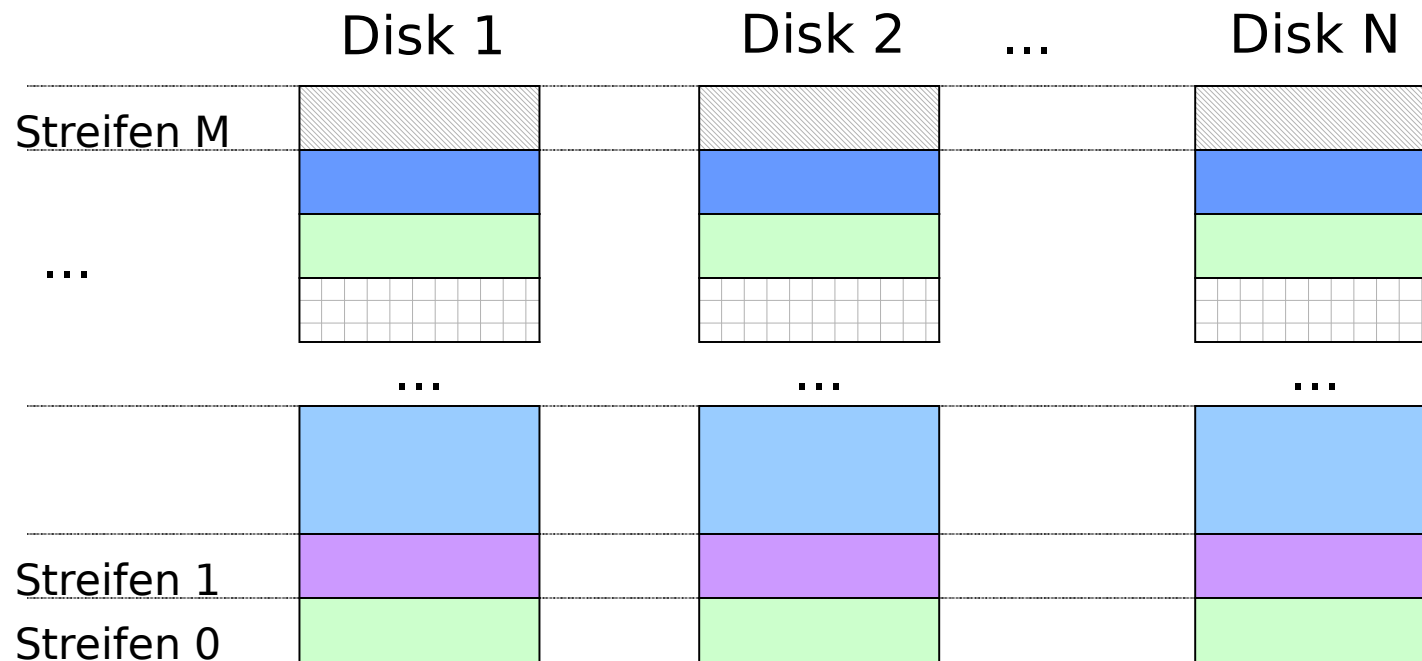 Disk 1 Disk 2 ... Disk N
Streifen M
...
... ... ...
Streifen 1
Streifen 0